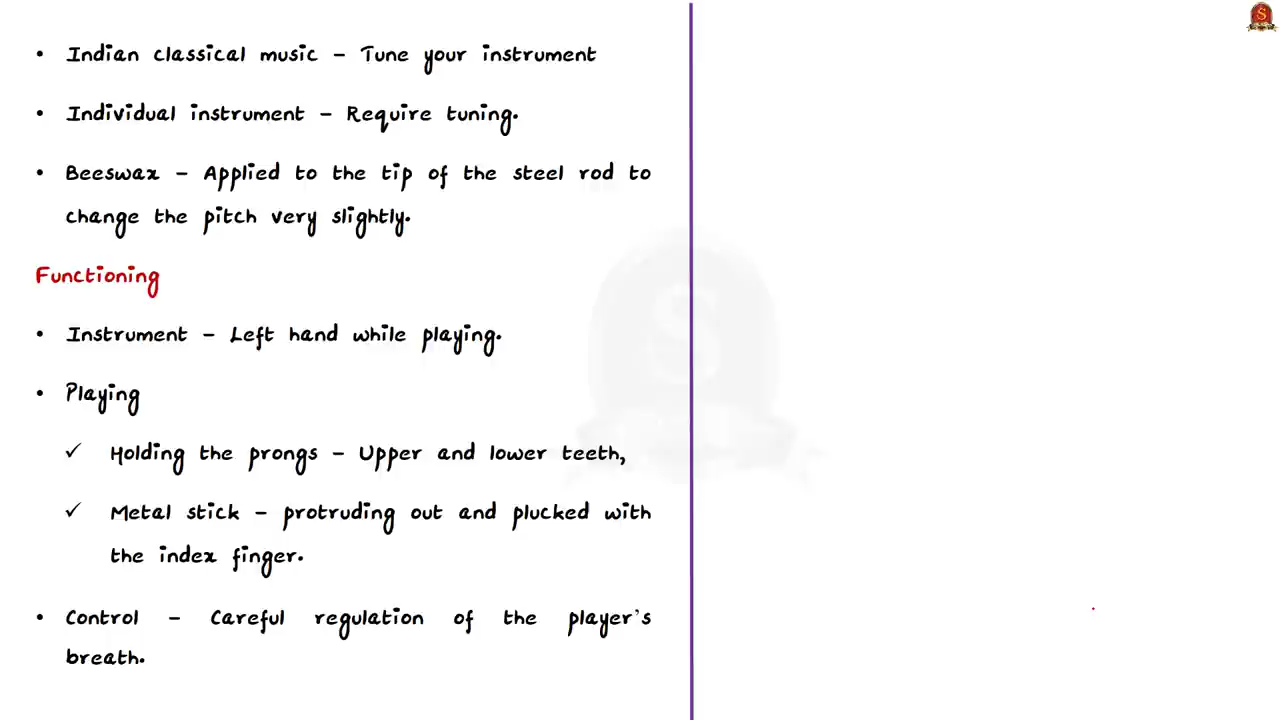 • Indian classical music – Tune your instrument
• Individual instrument – Require tuning.
• Beeswax – Applied to the tip of the steel rod to
change the pitch very slightly.
Functioning
• Instrument – Left hand while playing.
• Playing
✓ Holding the prongs – Upper and lower teeth,
✓ Metal stick – protruding out and plucked with
the index finger.
• Control – Careful regulation of the player's
breath.
S